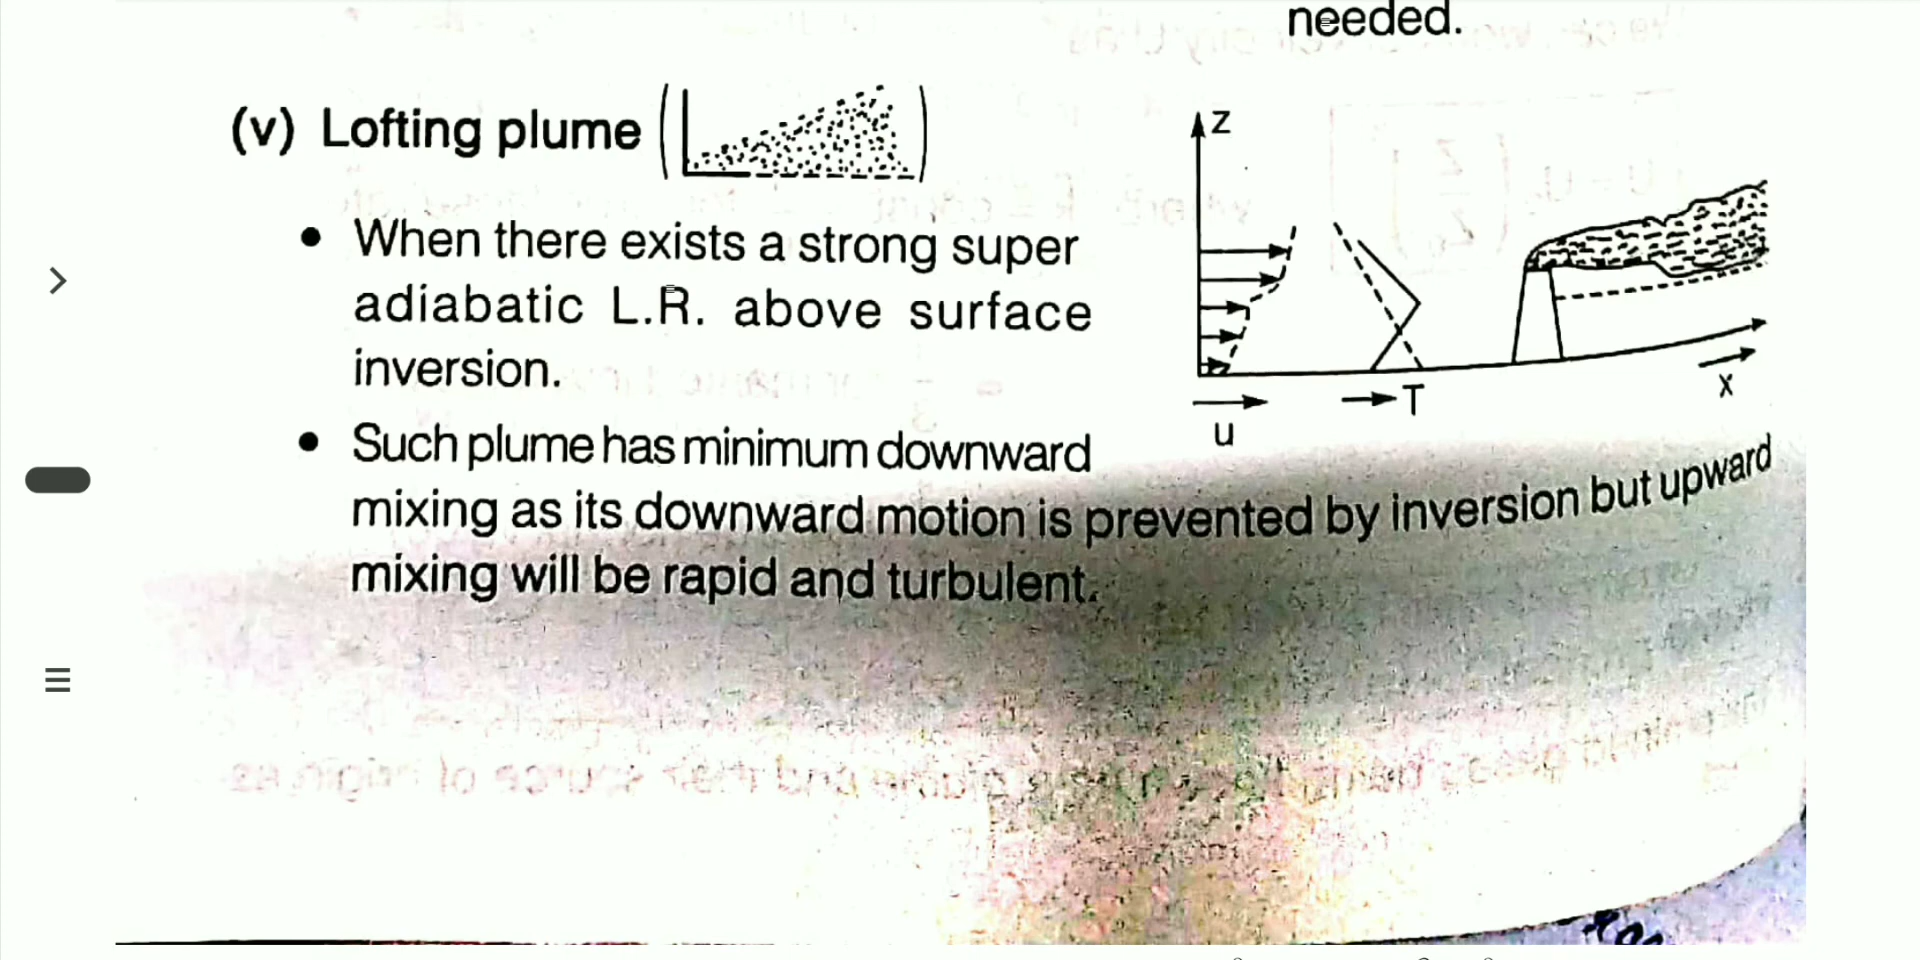 needed.
(v) Lofting plume
• When there exists a strong super
adiabatic L.R. above surface
inversion.
• Such plume has minimum downward
mixing as its downward motion is prevented by inversion but upward
mixing will be rapid and turbulent.
z
u
T
x